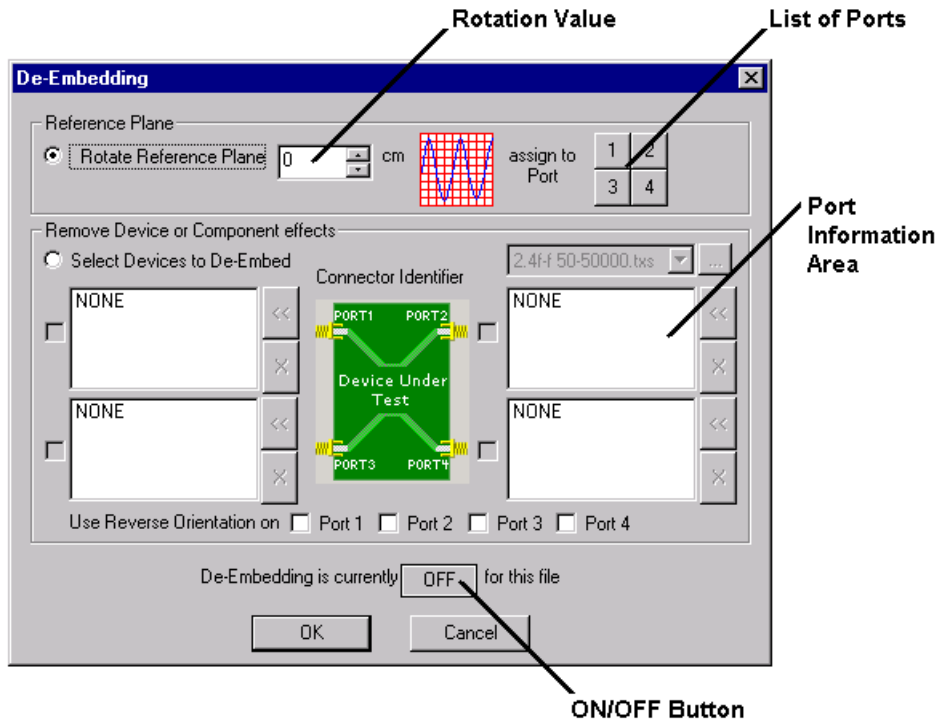 Rotation Value
List of Ports
De-Embedding
Reference Plane
Rotate Reference Plane 0 cm
assign to
Port
1 2
3 4
Port
Information
Area
Remove Device or Component effects
Select Devices to De-Embed
2.4f-f 50-50000.txs ...
Connector Identifier
NONE <<
X
PORT1 PORT2
NONE <<
X
Device Under
Test
NONE <<
X
PORT3 PORT4
NONE <<
X
Use Reverse Orientation on Port 1 Port 2 Port 3 Port 4
De-Embedding is currently OFF for this file
OK Cancel
ON/OFF Button